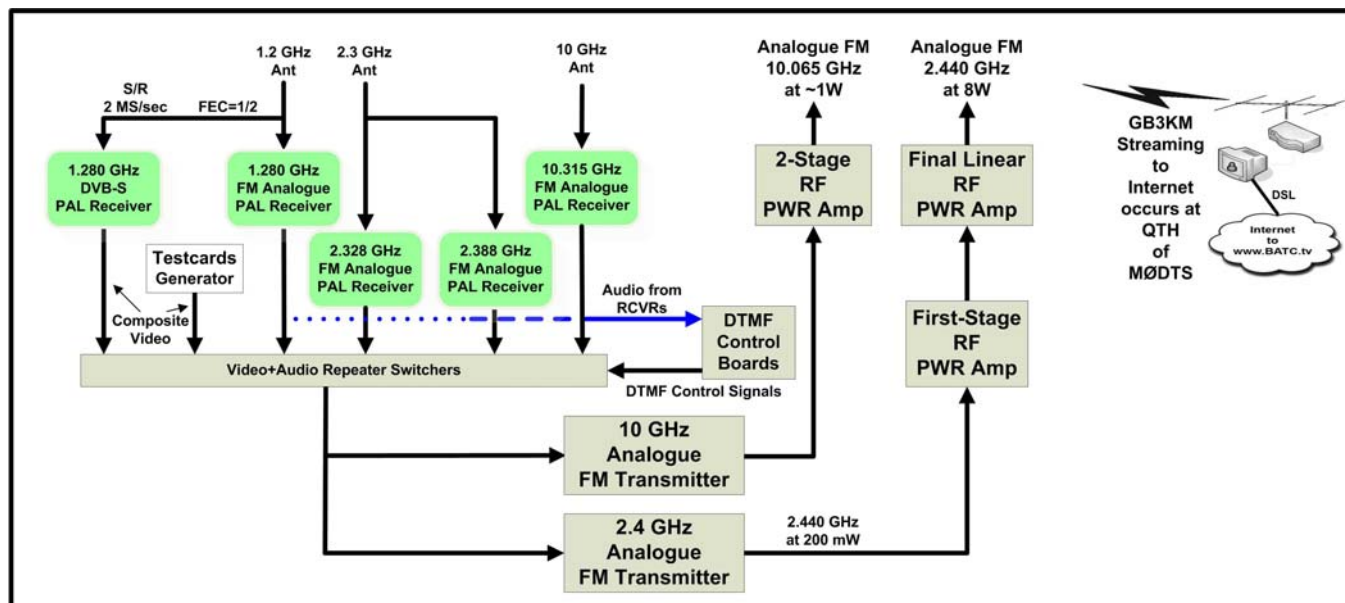 1.2 GHz
Ant
2.3 GHz
Ant
10 GHz
Ant
Analogue FM
10.065 GHz
at ~1W
Analogue FM
2.440 GHz
at 8W
S/R
2 MS/sec
FEC=1/2
1.280 GHz
DVB-S
PAL Receiver
1.280 GHz
FM Analogue
PAL Receiver
10.315 GHz
FM Analogue
PAL Receiver
2-Stage
RF
PWR Amp
Final Linear
RF
PWR Amp
GB3KM
Streaming
to
Internet
occurs at
QTH
of
MØDTS
DSL
Internet
to
www.BATC.tv
Testcards
Generator
2.328 GHz
FM Analogue
PAL Receiver
2.388 GHz
FM Analogue
PAL Receiver
Composite
Video
Audio from
RCVRs
DTMF
Control
Boards
First-Stage
RF
PWR Amp
Video+Audio Repeater Switchers
DTMF Control Signals
10 GHz
Analogue
FM Transmitter
2.4 GHz
Analogue
FM Transmitter
2.440 GHz
at 200 mW